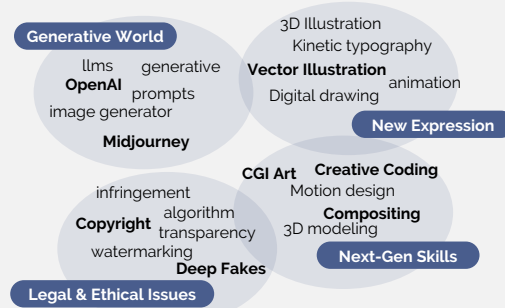 Generative World
llms generative
OpenAI
prompts
image generator
Midjourney
3D Illustration
Kinetic typography
Vector Illustration
animation
Digital drawing
New Expression
infringement
algorithm
Copyright
transparency
watermarking
Deep Fakes
Legal & Ethical Issues
CGI Art Creative Coding
Motion design
Compositing
3D modeling
Next-Gen Skills